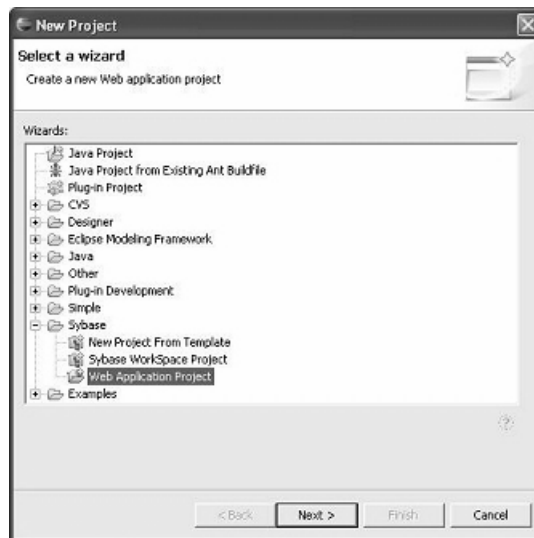 New Project
Select a wizard
Create a new Web application project
Wizards:
Java Project
Java Project from Existing Ant Buildfile
Plug-in Project
CVS
Designer
Eclipse Modeling Framework
Java
Other
Plug-in Development
Simple
Sybase
New Project From Template
Sybase WorkSpace Project
Web Application Project
Examples
< Back Next > Finish Cancel